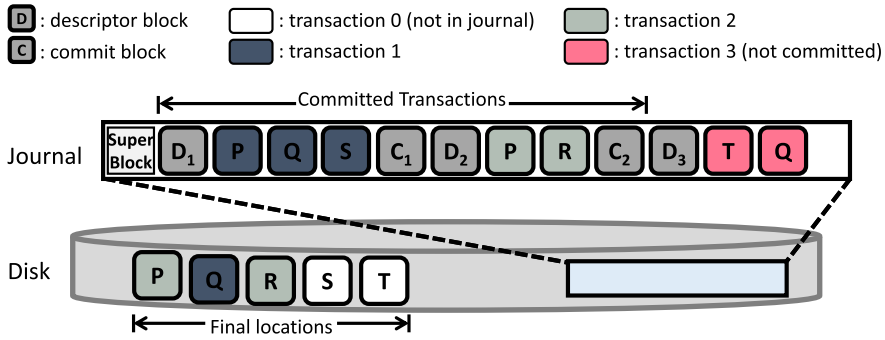 D : descriptor block
C : commit block
: transaction 0 (not in journal)
: transaction 1
: transaction 2
: transaction 3 (not committed)
Committed Transactions
Journal
Super
Block
D1 P Q S C1 D2 P R C2 D3 T Q
Disk
P Q R S T
Final locations